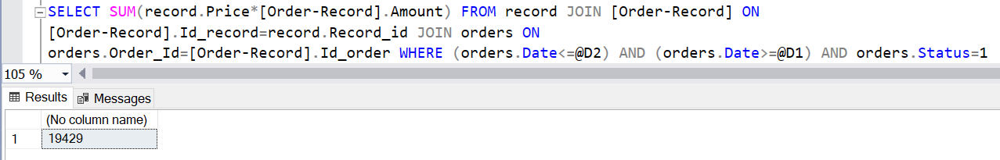 SELECT SUM(record.Price*[Order-Record].Amount) FROM record JOIN [Order-Record] ON
[Order-Record].Id_record=record.Record_id JOIN orders ON
orders.Order_Id=[Order-Record].Id_order WHERE (orders.Date<=@D2) AND (orders.Date>=@D1) AND orders.Status=1
105 %
Results Messages
(No column name)
1 19429